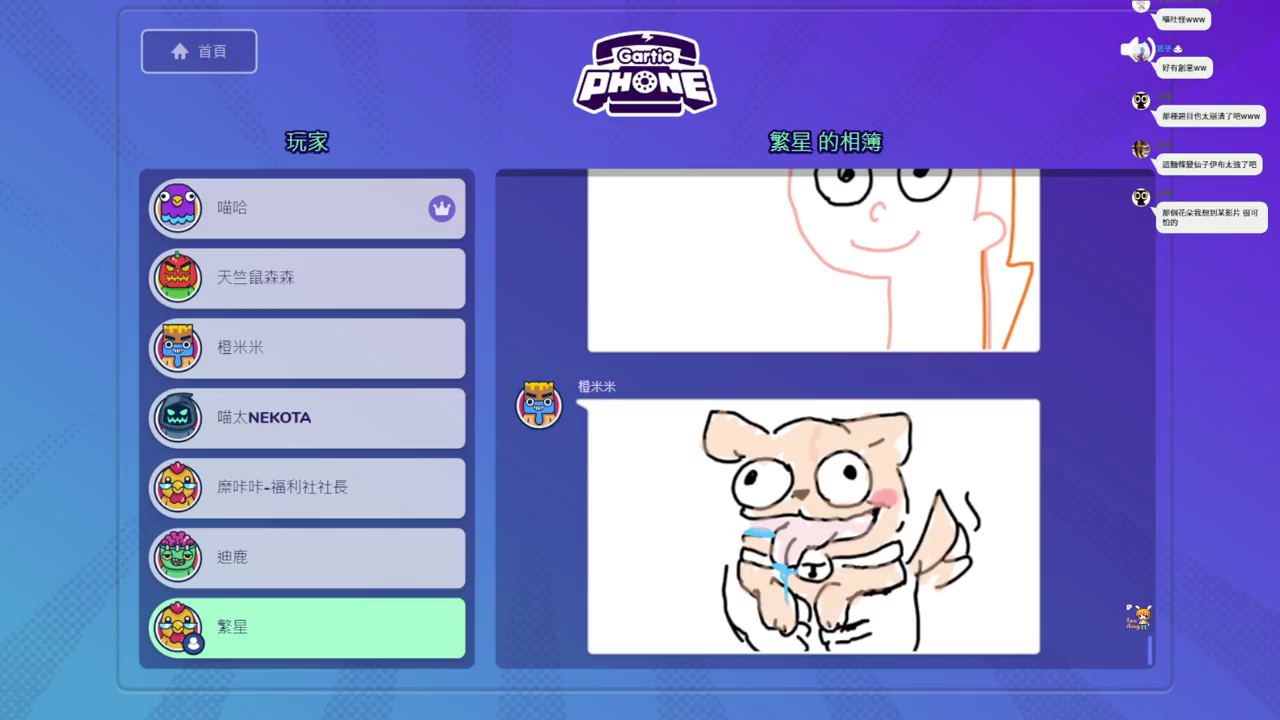 首頁
Gartic
PHONE
玩家
繁星 的相簿
喵哈
天竺鼠森森
橙米米
喵太NEKOTA
糜咔咔-福利社社長
迪鹿
繁星
橙米米
嘔吐怪www
好有創意ww
那種題目也太崩潰了吧www
這麵條變仙子伊布太強了吧
那個花朵我想到某影片 很可
怕的